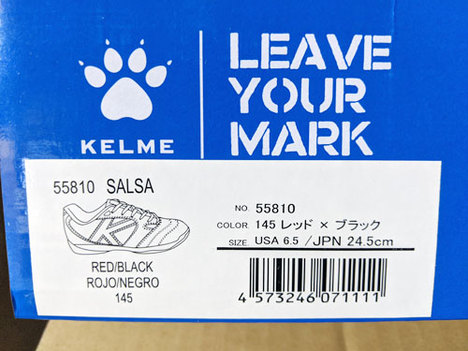 LEAVE
YOUR
MARK
KELME
55810 SALSA
RED/BLACK
ROJO/NEGRO
145
NO. 55810
COLOR. 145 レッド × ブラック
SIZE. USA 6.5 / JPN 24.5cm
4 573246 071111